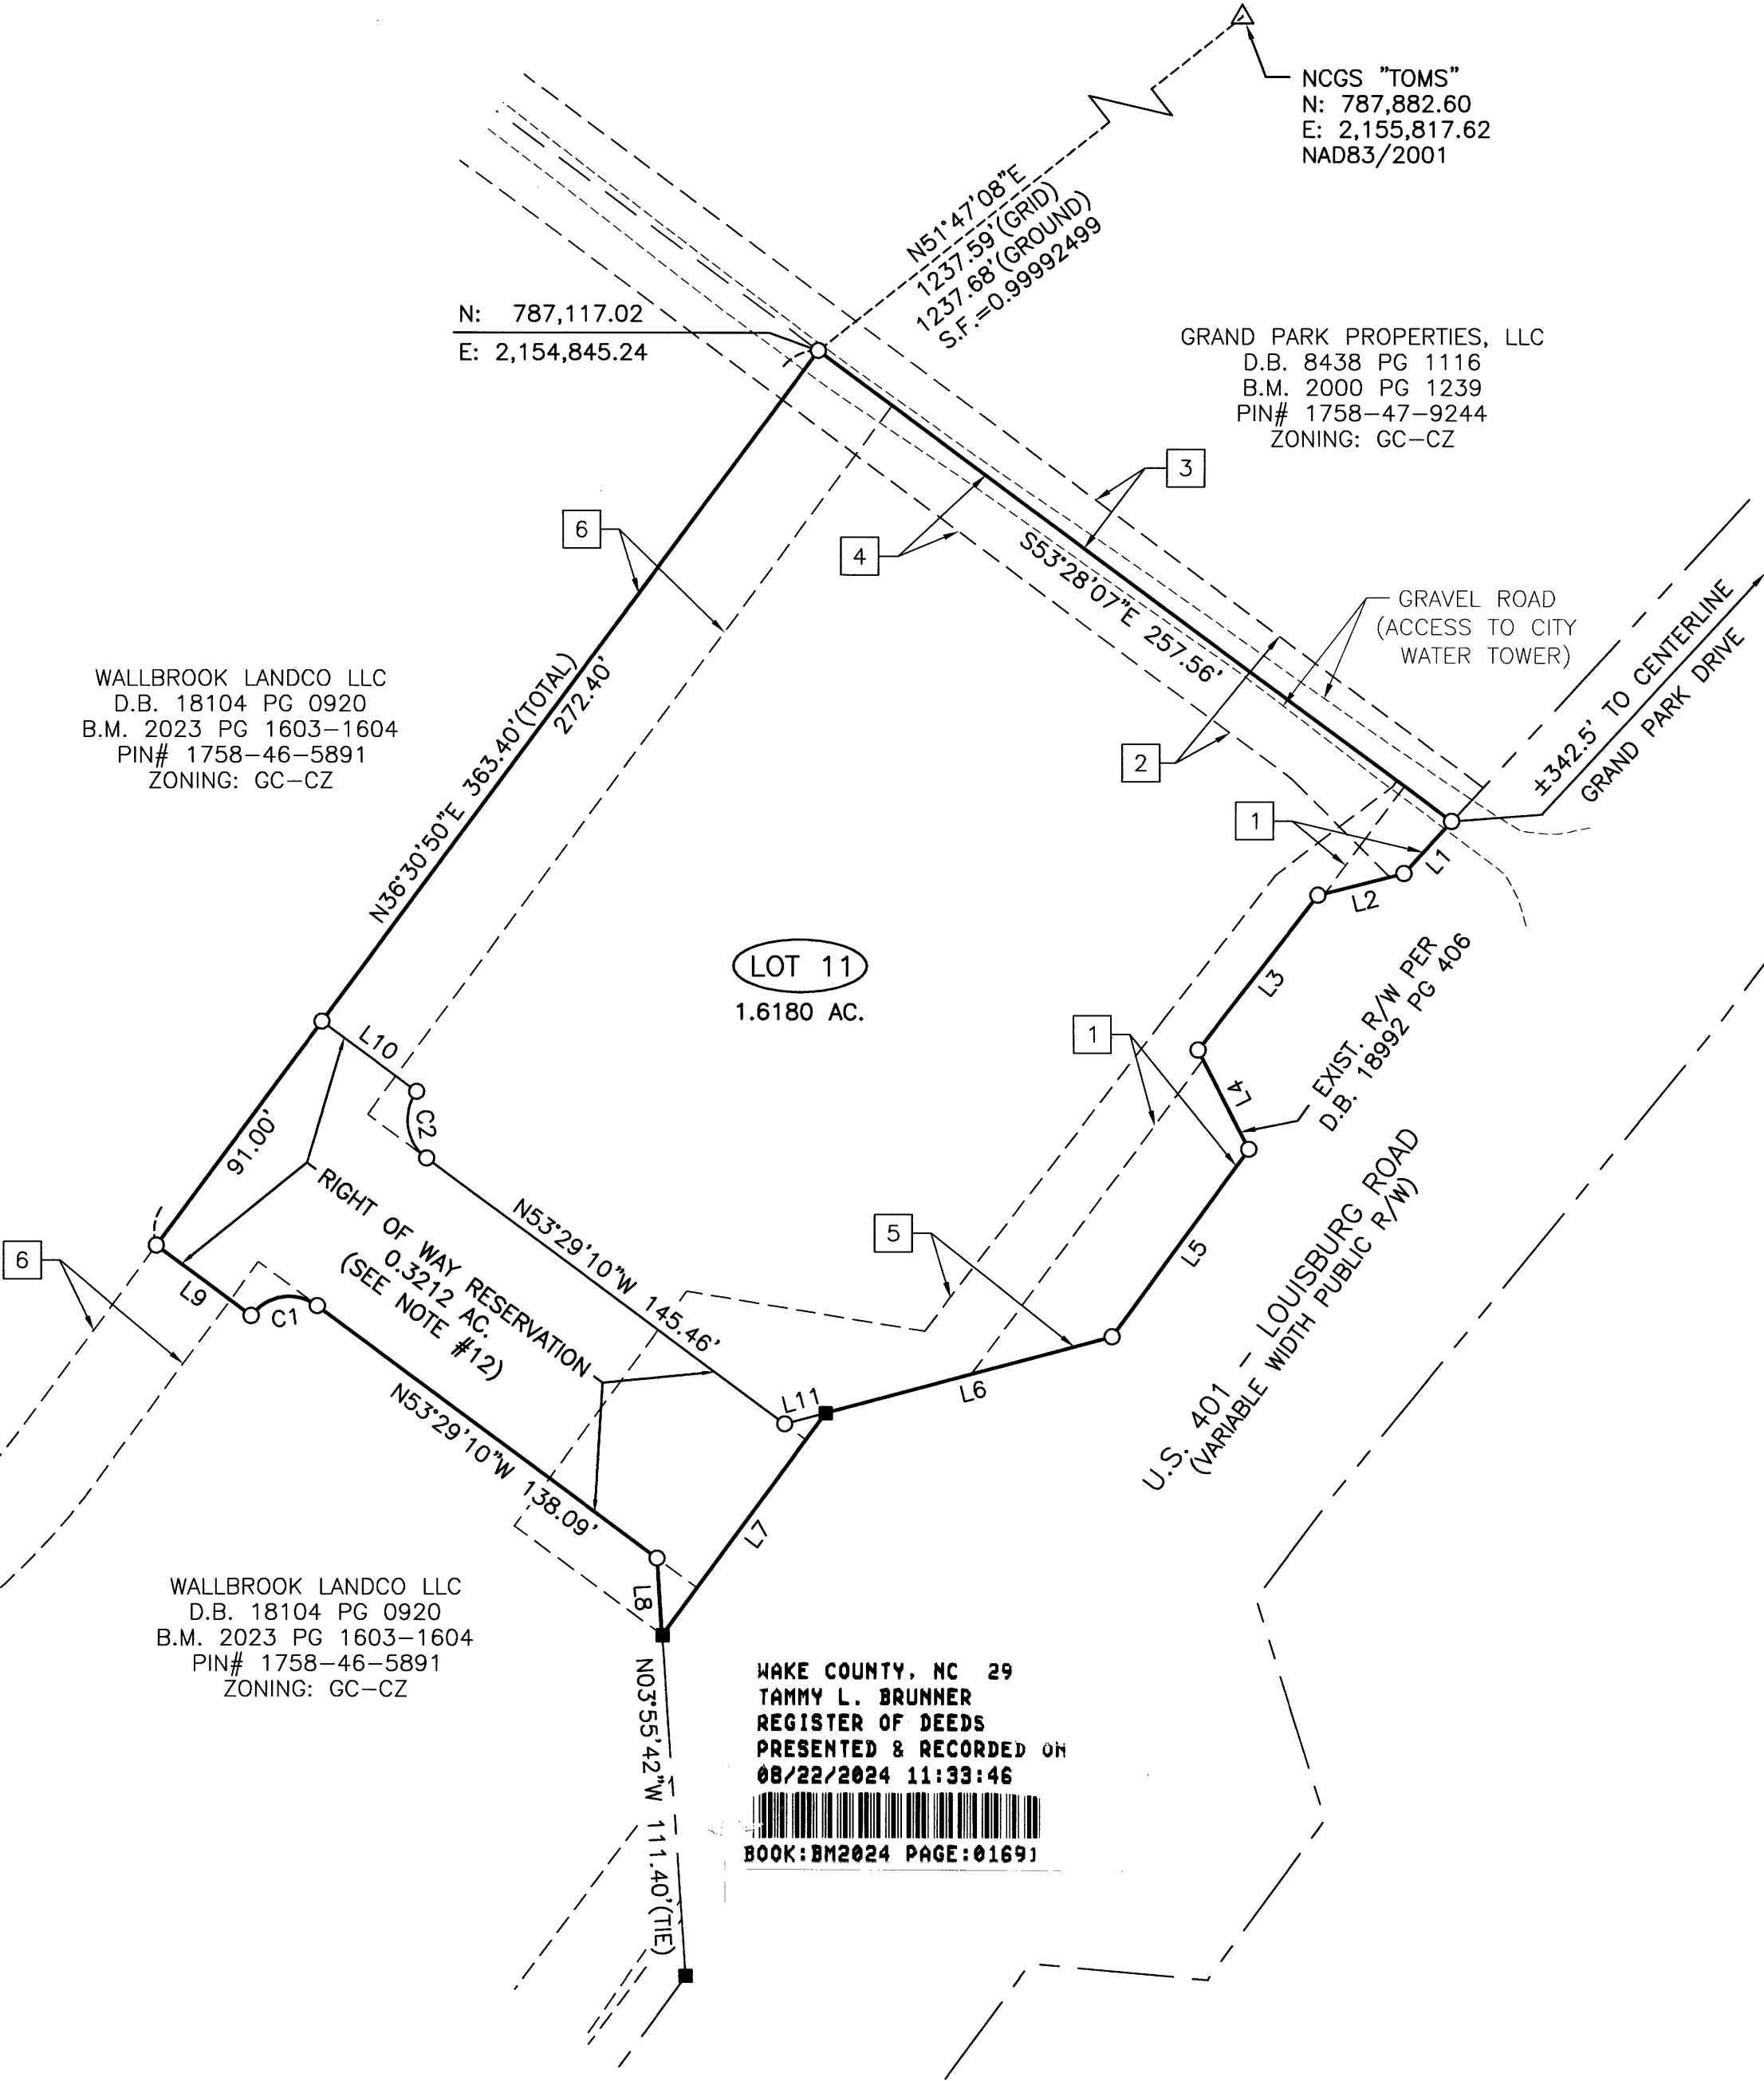 NCGS "TOMS"
N: 787,882.60
E: 2,155,817.62
NAD83/2001
N51°47'08"E
1237.59'(GRID)
1237.68'(GROUND)
S.F.=0.99992499
N: 787,117.02
E: 2,154,845.24
GRAND PARK PROPERTIES, LLC
D.B. 8438 PG 1116
B.M. 2000 PG 1239
PIN# 1758-47-9244
ZONING: GC-CZ
3
6
4
S53°28'07"E 257.56'
GRAVEL ROAD
(ACCESS TO CITY
WATER TOWER)
2
±342.5' TO CENTERLINE
GRAND PARK DRIVE
WALLBROOK LANDCO LLC
D.B. 18104 PG 0920
B.M. 2023 PG 1603-1604
PIN# 1758-46-5891
ZONING: GC-CZ
N36°30'50"E 363.40'(TOTAL)
272.40'
1
L1
L2
LOT 11
1.6180 AC.
L3
1
L4
EXIST. R/W PER
D.B. 18992 PG 406
L10
C2
91.00'
RIGHT OF WAY RESERVATION
0.3212 AC.
(SEE NOTE #12)
N53°29'10"W 145.46'
5
L5
U.S. 401 - LOUISBURG ROAD
(VARIABLE WIDTH PUBLIC R/W)
6
L9
C1
L11
L6
N53°29'10"W 138.09'
L7
L8
WALLBROOK LANDCO LLC
D.B. 18104 PG 0920
B.M. 2023 PG 1603-1604
PIN# 1758-46-5891
ZONING: GC-CZ
N03°55'42"W 111.40'(TIE)
WAKE COUNTY, NC 29
TAMMY L. BRUNNER
REGISTER OF DEEDS
PRESENTED & RECORDED ON
08/22/2024 11:33:46
BOOK:BM2024 PAGE:01691